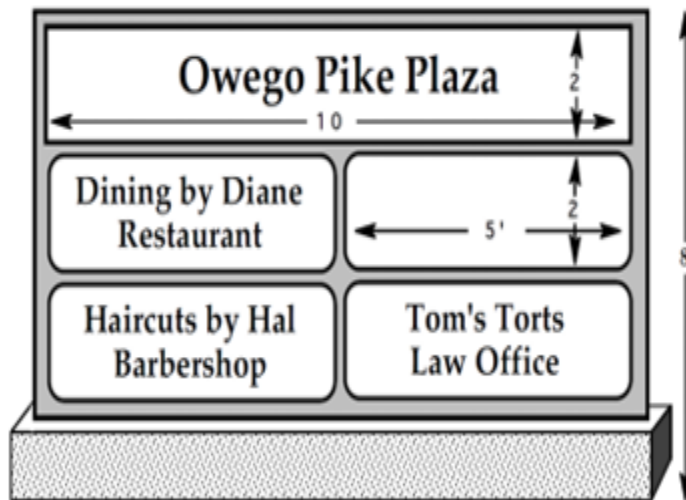 Owego Pike Plaza
2
10
Dining by Diane
Restaurant
2
5'
8
Haircuts by Hal
Barbershop
Tom's Torts
Law Office